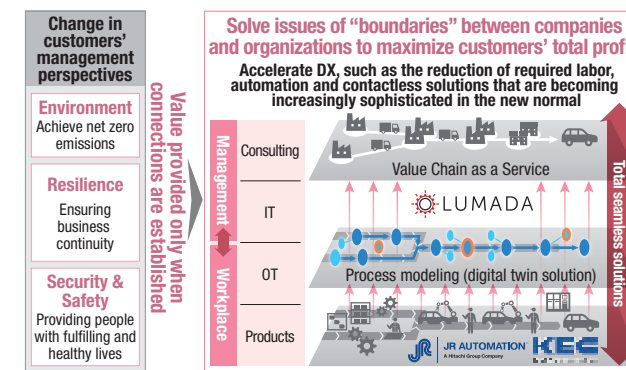 Change in
customers'
management
perspectives
Environment
Achieve net zero
emissions
Resilience
Ensuring
business
continuity
Security &
Safety
Providing people
with fulfilling and
healthy lives
Value provided only when
connections are established
Solve issues of “boundaries” between companies
and organizations to maximize customers’ total prof
Accelerate DX, such as the reduction of required labor,
automation and contactless solutions that are becoming
increasingly sophisticated in the new normal
Management
Workplace
Consulting
IT
OT
Products
Value Chain as a Service
LUMADA
Process modeling (digital twin solution)
JR JR AUTOMATION
A Hitachi Group Company
KEC
Total seamless solutions